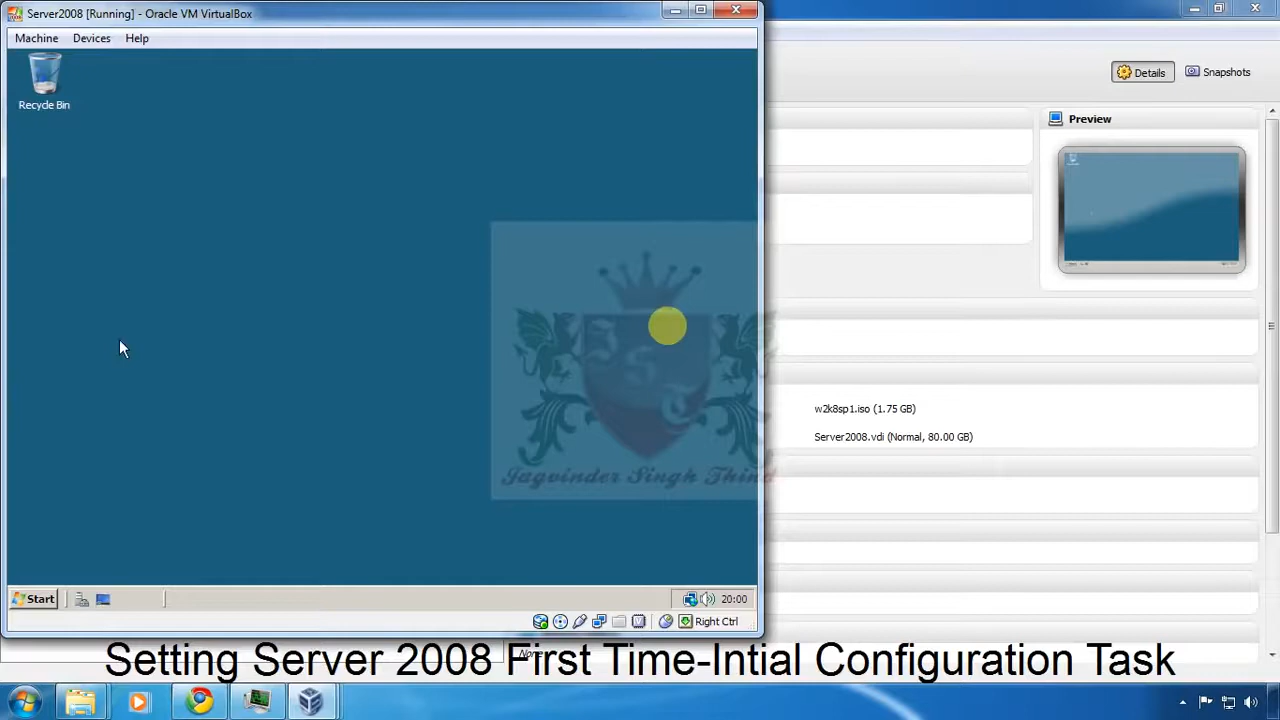 Server2008 [Running] - Oracle VM VirtualBox
Machine Devices Help
Recycle Bin
Details Snapshots
Preview
w2k8sp1.iso (1.75 GB)
Server2008.vdi (Normal, 80.00 GB)
Jagvinder Singh Thind
Start
20:00
Right Ctrl
None
Setting Server 2008 First Time-Intial Configuration Task